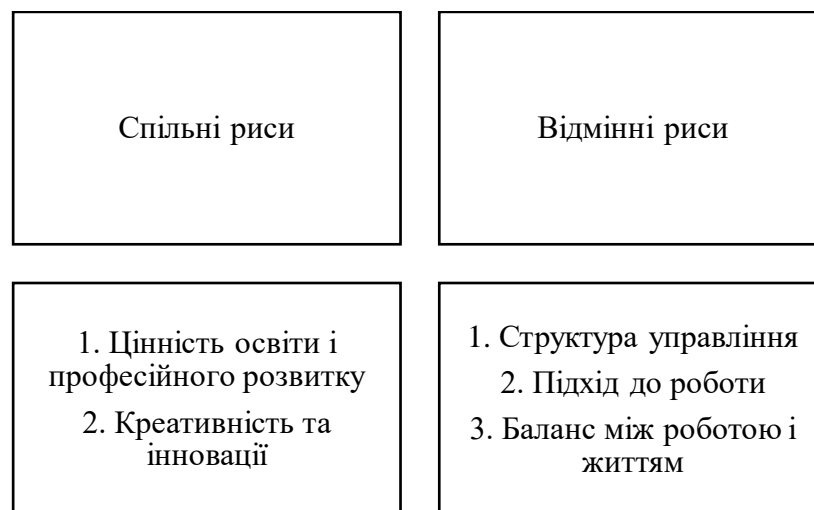 Спільні риси
Відмінні риси
1. Цінність освіти і
професійного розвитку
2. Креативність та
інновації
1. Структура управління
2. Підхід до роботи
3. Баланс між роботою і
життям